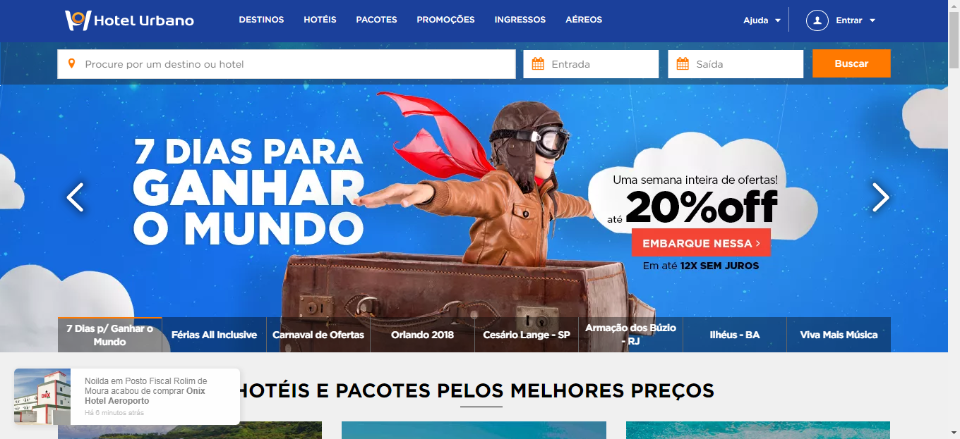 Hotel Urbano
DESTINOS HOTÉIS PACOTES PROMOÇÕES INGRESSOS AÉREOS
Ajuda Entrar
Procure por um destino ou hotel
Entrada
Saída
Buscar
7 DIAS PARA
GANHAR
O MUNDO
Uma semana inteira de ofertas!
até 20%off
EMBARQUE NESSA >
Em até 12X SEM JUROS
7 Dias p/ Ganhar o
Mundo
Férias All Inclusive
Carnaval de Ofertas
Orlando 2018
Cesário Lange - SP
Armação dos Búzio
- RJ
Ilhéus - BA
Viva Mais Música
HOTÉIS E PACOTES PELOS MELHORES PREÇOS
Noilda em Posto Fiscal Rolim de
Moura acabou de comprar Onix
Hotel Aeroporto
Há 6 minutos atrás